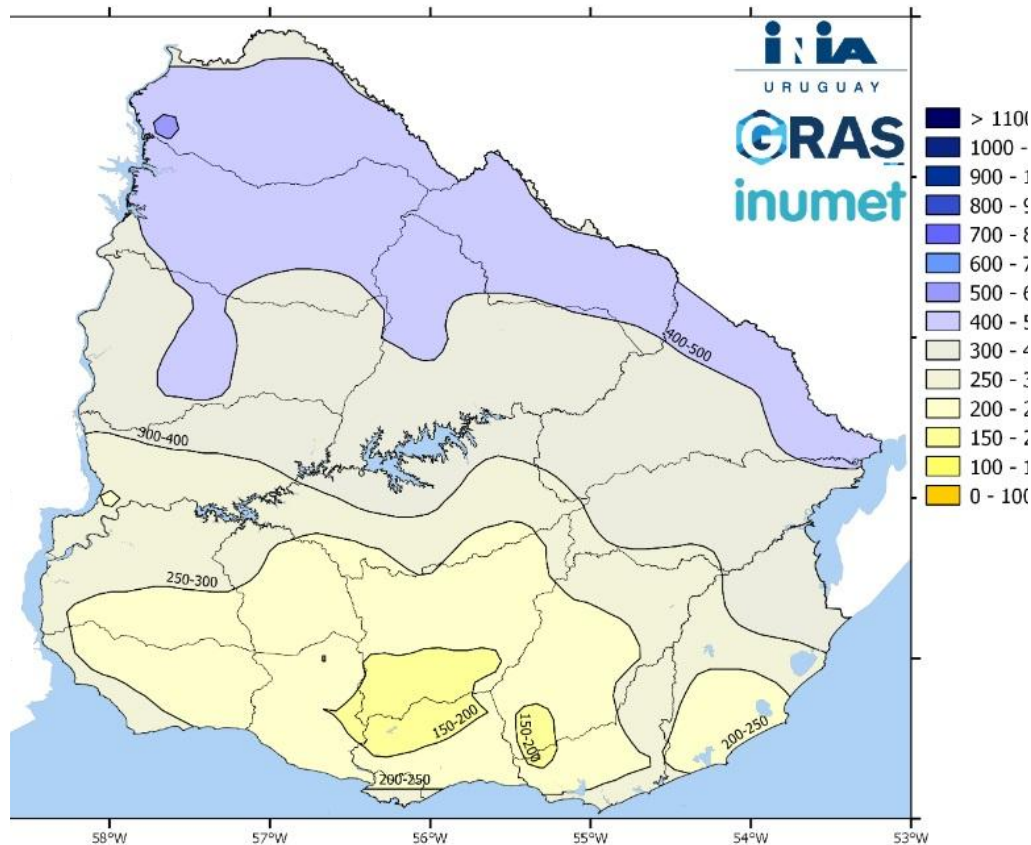 INIA
URUGUAY
GRAS
inumet
> 1100
1000 -
900 - 1
800 - 9
700 - 8
600 - 7
500 - 6
400 - 5
300 - 4
250 - 3
200 - 2
150 - 2
100 - 1
0 - 100
400-500
300-400
250-300
150-200
150-200
200-250
200-250
58°W
57°W
56°W
55°W
54°W
53°W